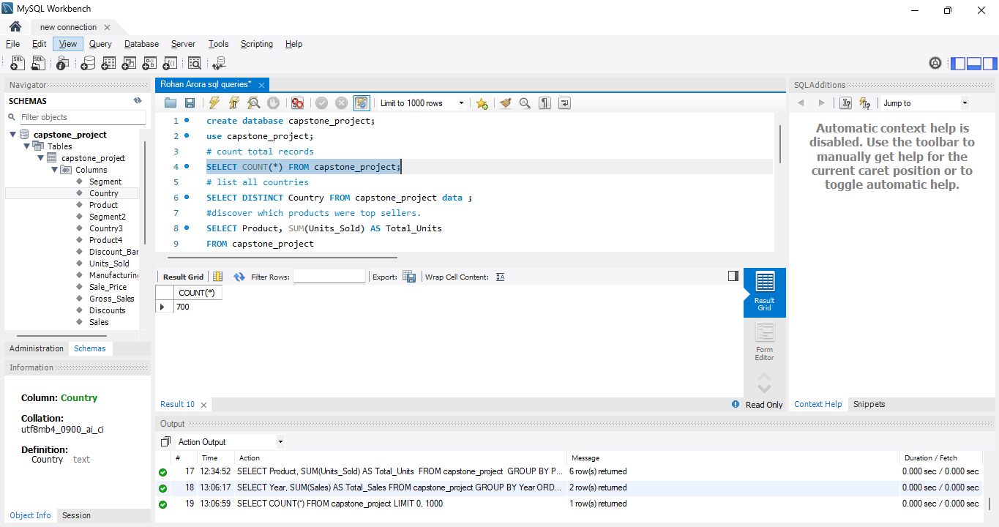 MySQL Workbench
new connection
File Edit View Query Database Server Tools Scripting Help
Navigator
SCHEMAS
Filter objects
capstone_project
Tables
capstone_project
Columns
Segment
Country
Product
Segment2
Country3
Product4
Discount_Bar
Units_Sold
Manufacturing
Sale_Price
Gross_Sales
Discounts
Sales
Administration Schemas
Information
Column: Country
Collation:
utf8mb4_0900_ai_ci
Definition:
Country text
Object Info Session
Rohan Arora sql queries*
Limit to 1000 rows
1 create database capstone_project;
2 use capstone_project;
3 # count total records
4 SELECT COUNT(*) FROM capstone_project;
5 # list all countries
6 SELECT DISTINCT Country FROM capstone_project data ;
7 #discover which products were top sellers.
8 SELECT Product, SUM(Units_Sold) AS Total_Units
9 FROM capstone_project
Result Grid Filter Rows: Export: Wrap Cell Content:
COUNT(*)
700
Result Grid
Form Editor
Result 10
Read Only
SQLAdditions
Jump to
Automatic context help is
disabled. Use the toolbar to
manually get help for the
current caret position or to
toggle automatic help.
Context Help Snippets
Output
Action Output
# Time Action Message Duration / Fetch
17 12:34:52 SELECT Product, SUM(Units_Sold) AS Total_Units FROM capstone_project GROUP BY P... 6 row(s) returned 0.000 sec / 0.000 sec
18 13:06:17 SELECT Year, SUM(Sales) AS Total_Sales FROM capstone_project GROUP BY Year ORD... 2 row(s) returned 0.000 sec / 0.000 sec
19 13:06:59 SELECT COUNT(*) FROM capstone_project LIMIT 0, 1000 1 row(s) returned 0.000 sec / 0.000 sec